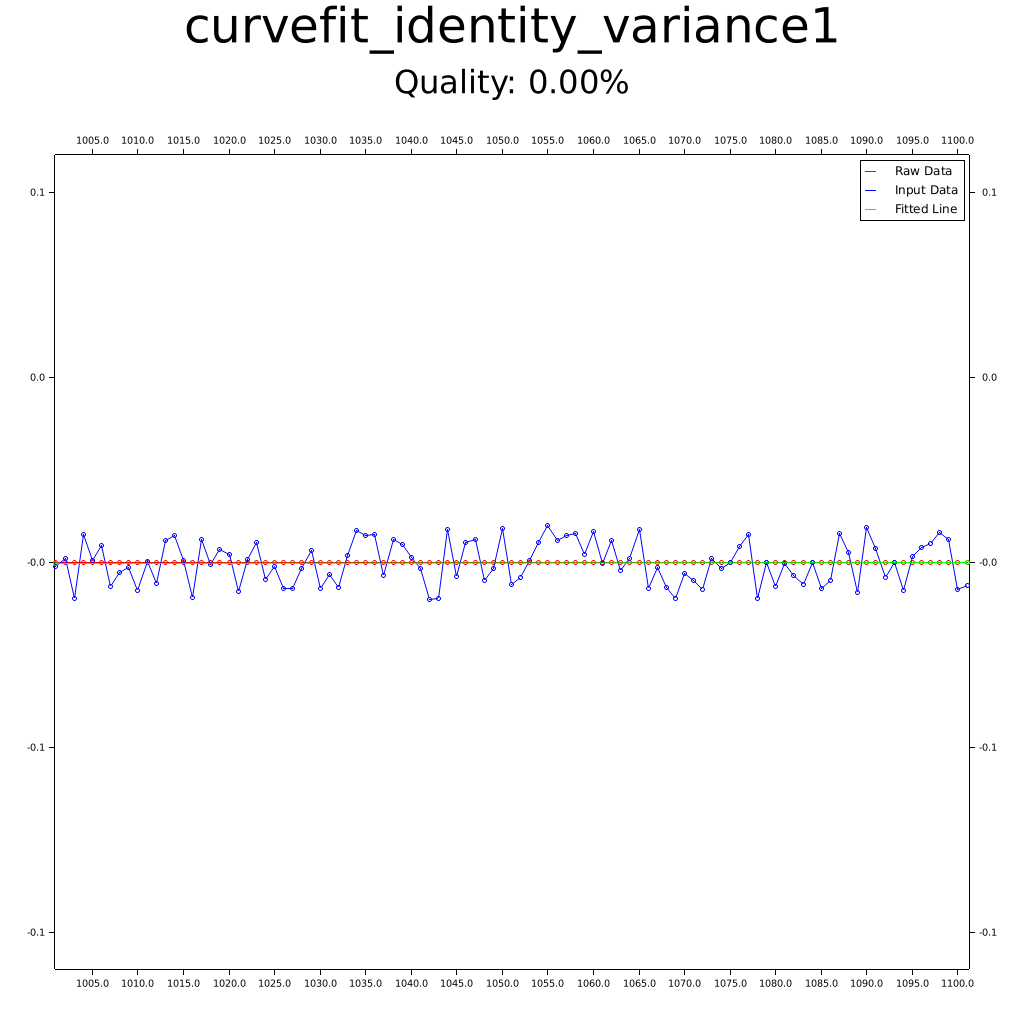 curvefit_identity_variance1
Quality: 0.00%
1005.0 1010.0 1015.0 1020.0 1025.0 1030.0 1035.0 1040.0 1045.0 1050.0 1055.0 1060.0 1065.0 1070.0 1075.0 1080.0 1085.0 1090.0 1095.0 1100.0
Raw Data
0.1 0.1
Input Data
Fitted Line
0.0 0.0
-0.0 -0.0
-0.1 -0.1
-0.1 -0.1
1005.0 1010.0 1015.0 1020.0 1025.0 1030.0 1035.0 1040.0 1045.0 1050.0 1055.0 1060.0 1065.0 1070.0 1075.0 1080.0 1085.0 1090.0 1095.0 1100.0